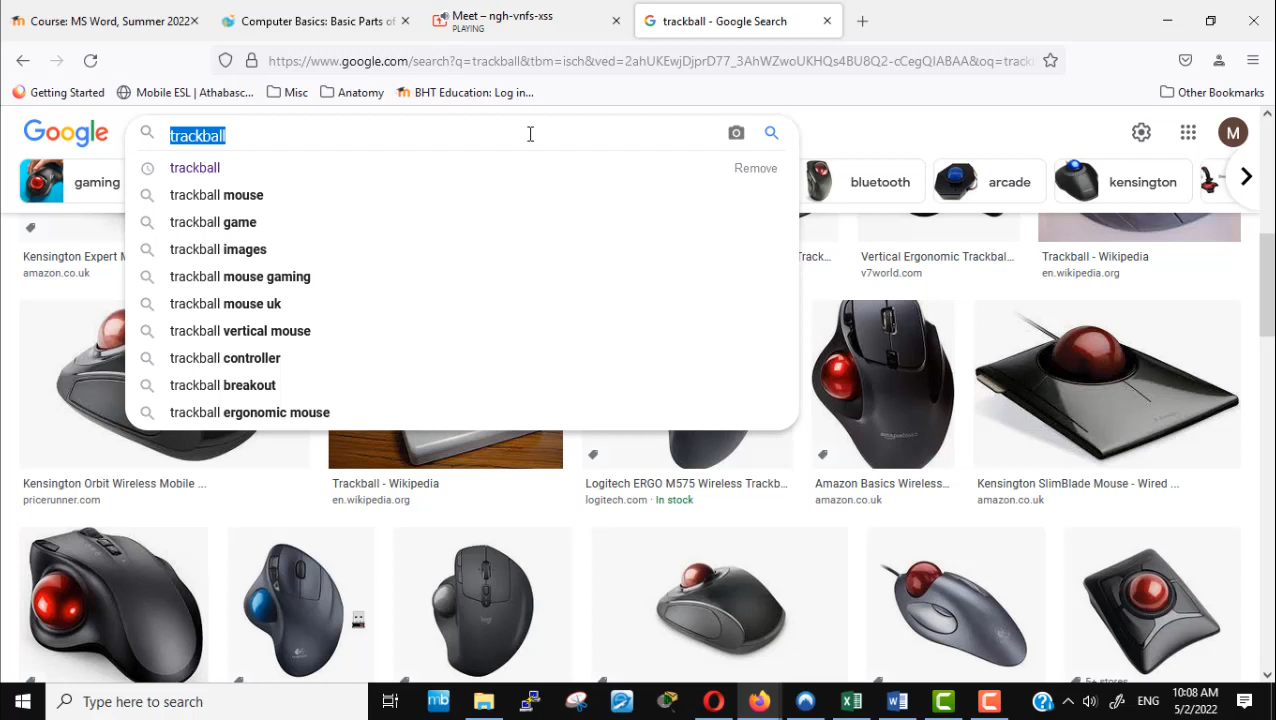 Course: MS Word, Summer 2022
Computer Basics: Basic Parts of
Meet – ngh-vnfs-xss
PLAYING
trackball - Google Search
https://www.google.com/search?q=trackball&tbm=isch&ved=2ahUKEwjDjprD77_3AhWZwoUKHQs4BU8Q2-cCegQIABAA&oq=track
Getting Started
Mobile ESL | Athabasc...
Misc
Anatomy
BHT Education: Log in...
Other Bookmarks
Google
trackball
M
trackball
Remove
trackball mouse
trackball game
trackball images
trackball mouse gaming
trackball mouse uk
trackball vertical mouse
trackball controller
trackball breakout
trackball ergonomic mouse
gaming
bluetooth
arcade
kensington
Kensington Expert M
amazon.co.uk
Track...
Vertical Ergonomic Trackbal...
v7world.com
Trackball - Wikipedia
en.wikipedia.org
Kensington Orbit Wireless Mobile ...
pricerunner.com
Trackball - Wikipedia
en.wikipedia.org
Logitech ERGO M575 Wireless Trackb...
logitech.com · In stock
Amazon Basics Wireless...
amazon.co.uk
Kensington SlimBlade Mouse - Wired ...
amazon.co.uk
5+ stores
Type here to search
mb
ENG
10:08 AM
5/2/2022